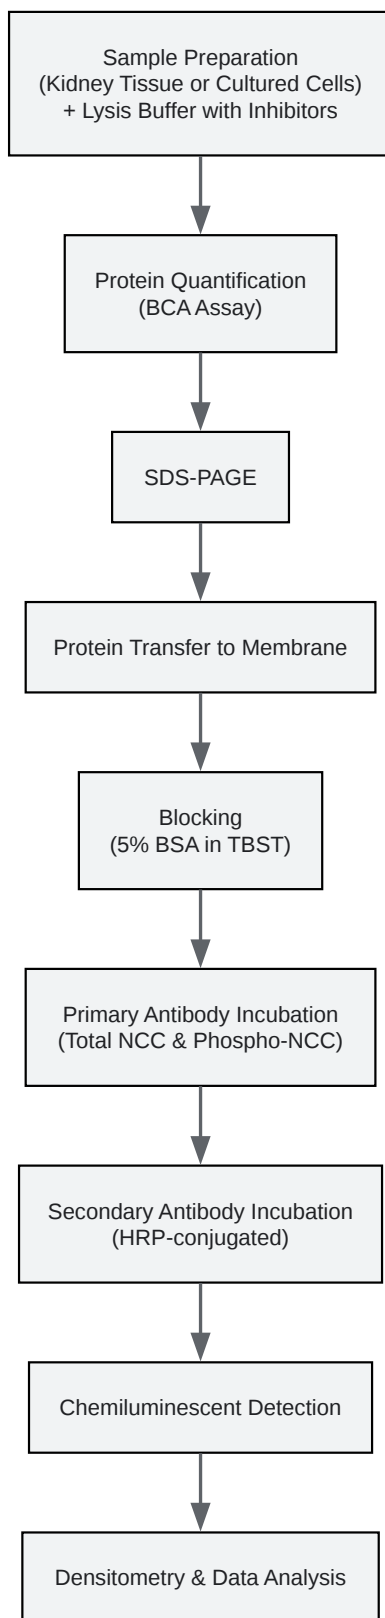 Sample Preparation
(Kidney Tissue or Cultured Cells)
+ Lysis Buffer with Inhibitors
Protein Quantification
(BCA Assay)
SDS-PAGE
Protein Transfer to Membrane
Blocking
(5% BSA in TBST)
Primary Antibody Incubation
(Total NCC & Phospho-NCC)
Secondary Antibody Incubation
(HRP-conjugated)
Chemiluminescent Detection
Densitometry & Data Analysis